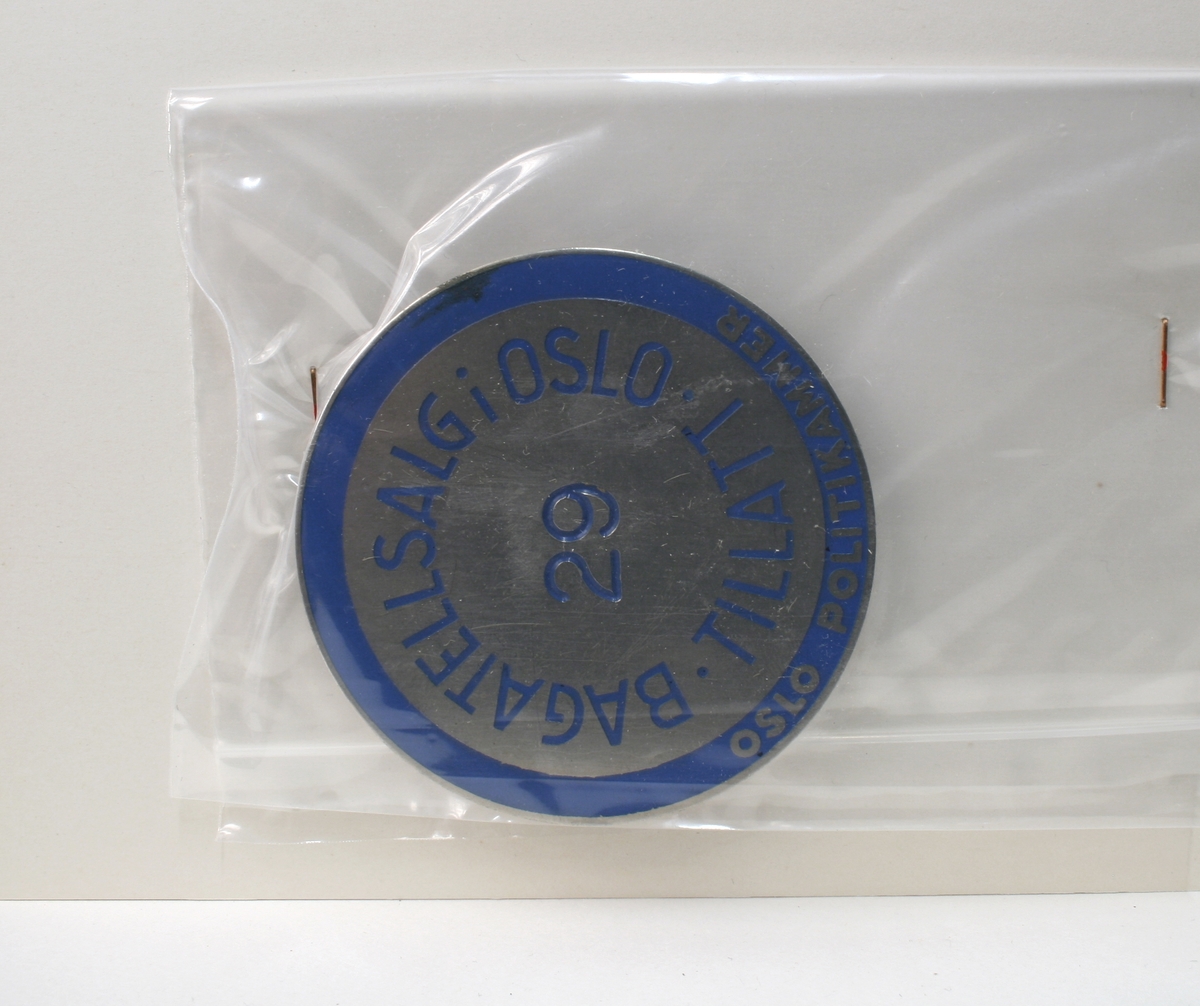 BAGATELLSALG i OSLO · TILLATT ·
29
OSLO POLITIKAMMER